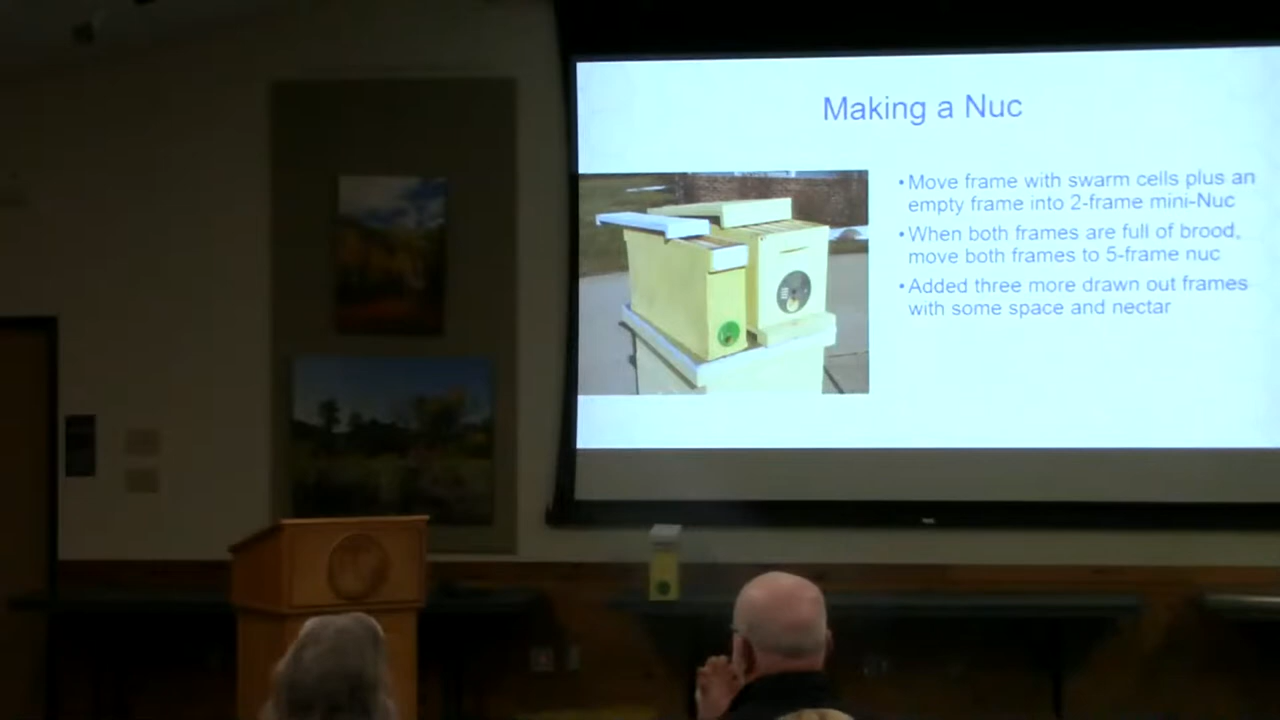 Making a Nuc
•Move frame with swarm cells plus an
empty frame into 2-frame mini-Nuc
•When both frames are full of brood,
move both frames to 5-frame nuc
•Added three more drawn out frames
with some space and nectar